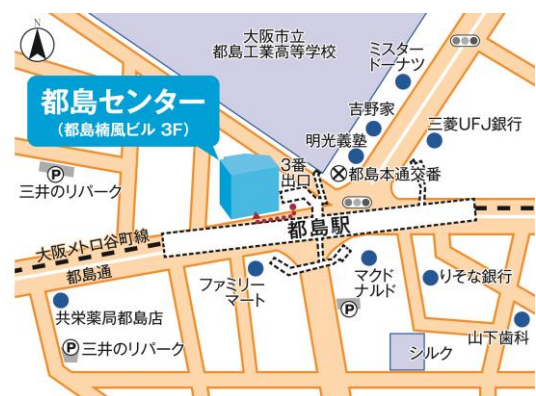 N
大阪市立
都島工業高等学校
ミスター
ドーナツ
都島センター
(都島楠風ビル 3F)
吉野家
三菱UFJ銀行
明光義塾
3番
出口
都島本通交番
P
三井のリパーク
都島駅
大阪メトロ谷町線
都島通
ファミリー
マート
マクド
ナルド
りそな銀行
P
共栄薬局都島店
山下歯科
P 三井のリパーク
シルク